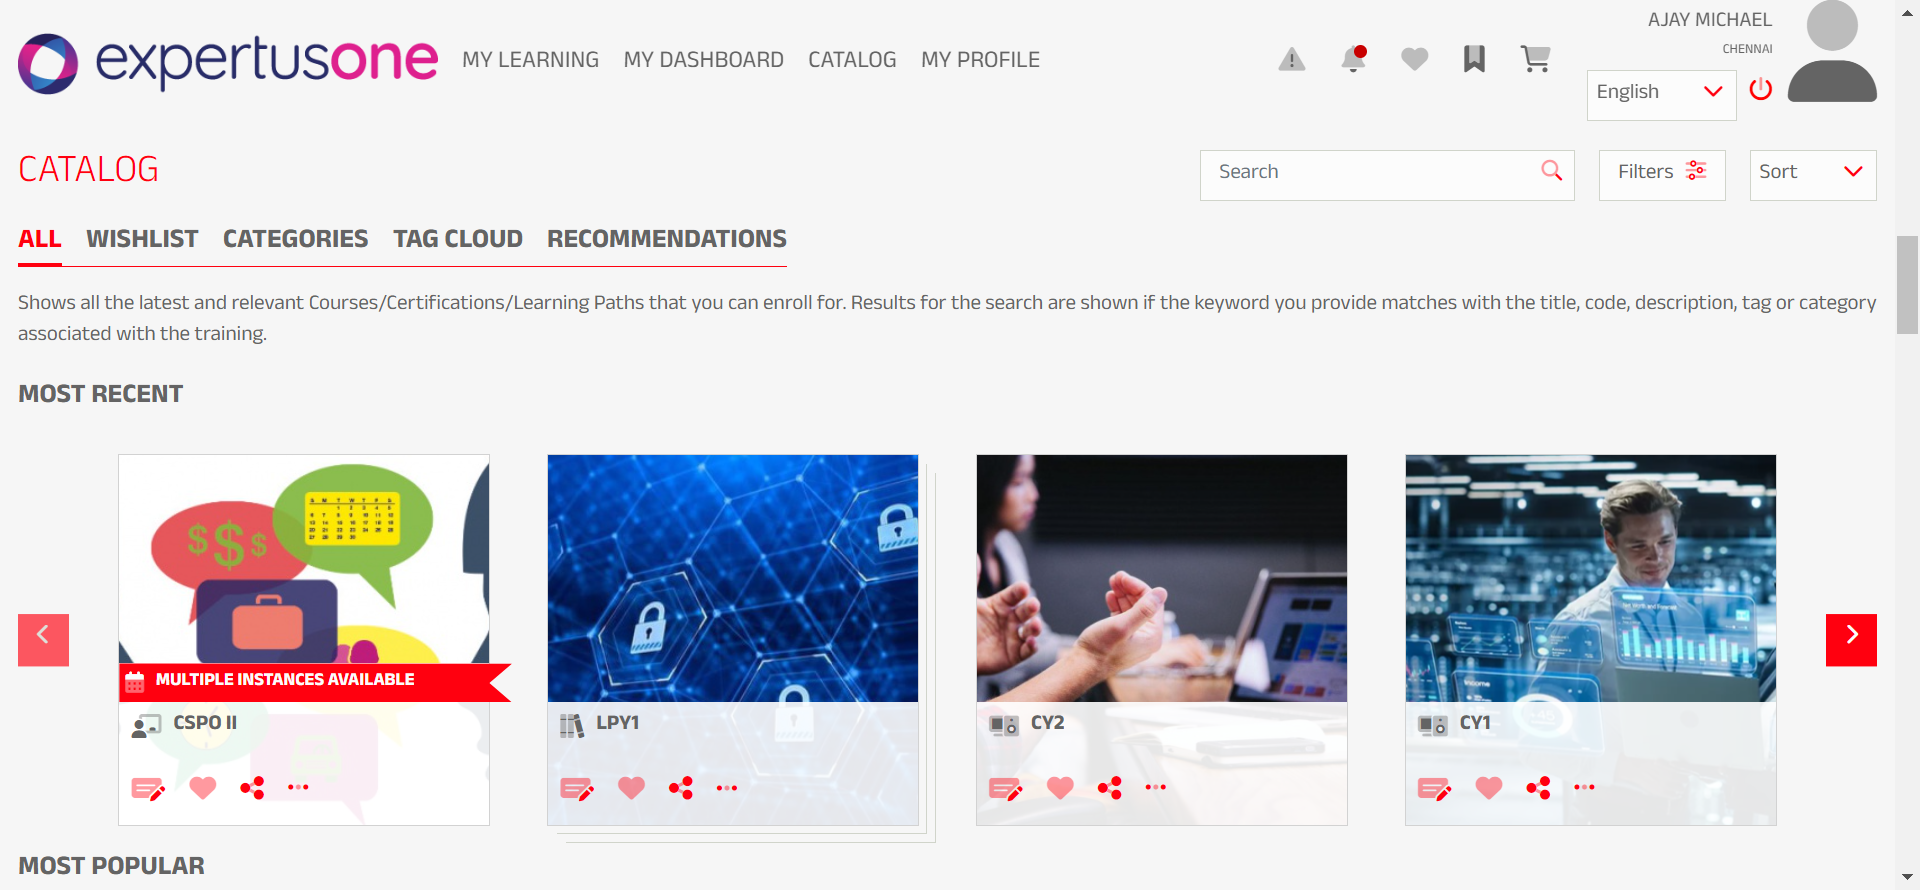 expertusone
MY LEARNING
MY DASHBOARD
CATALOG
MY PROFILE
AJAY MICHAEL
CHENNAI
English
CATALOG
Search
Filters
Sort
ALL
WISHLIST
CATEGORIES
TAG CLOUD
RECOMMENDATIONS
Shows all the latest and relevant Courses/Certifications/Learning Paths that you can enroll for. Results for the search are shown if the keyword you provide matches with the title, code, description, tag or category
associated with the training.
MOST RECENT
$$$
MULTIPLE INSTANCES AVAILABLE
CSPO II
LPY1
CY2
Income
CY1
MOST POPULAR